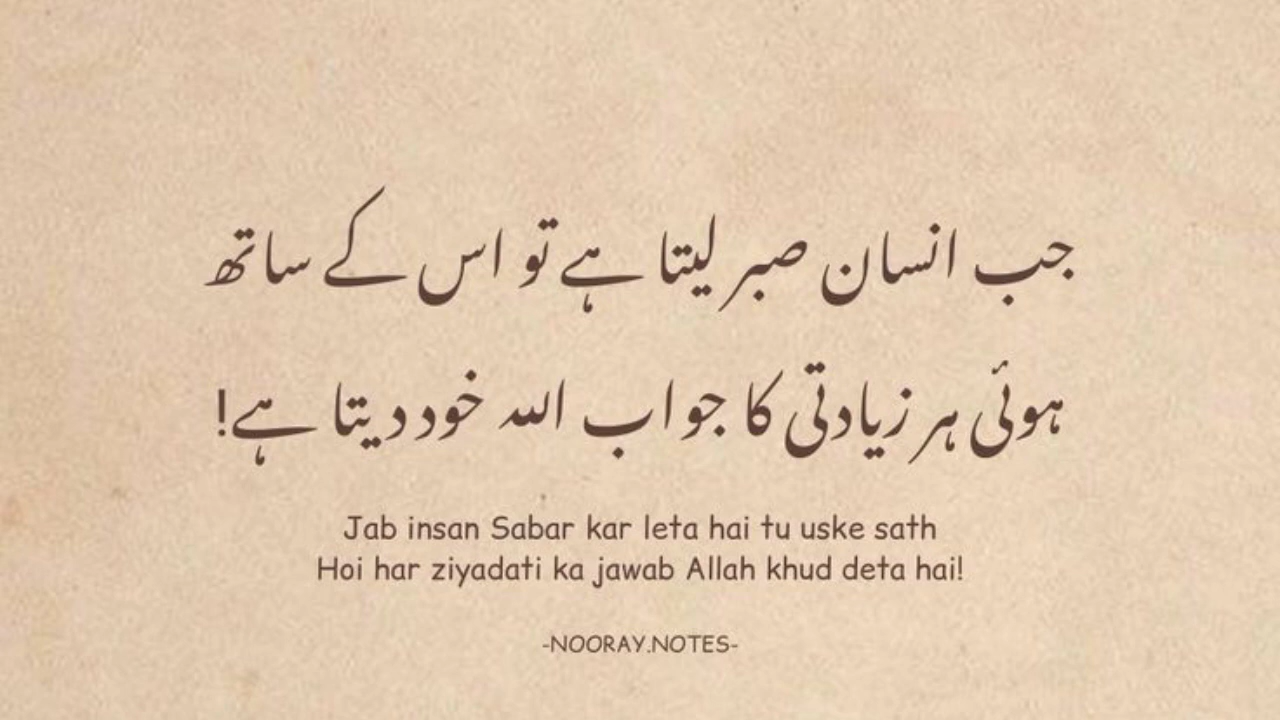 جب انسان صبر لیتا ہے تو اس کے ساتھ
ہوئی ہر زیادتی کا جواب اللہ خود دیتا ہے!
Jab insan Sabar kar leta hai tu uske sath
Hoi har ziyadati ka jawab Allah khud deta hai!
-NOORAY.NOTES-